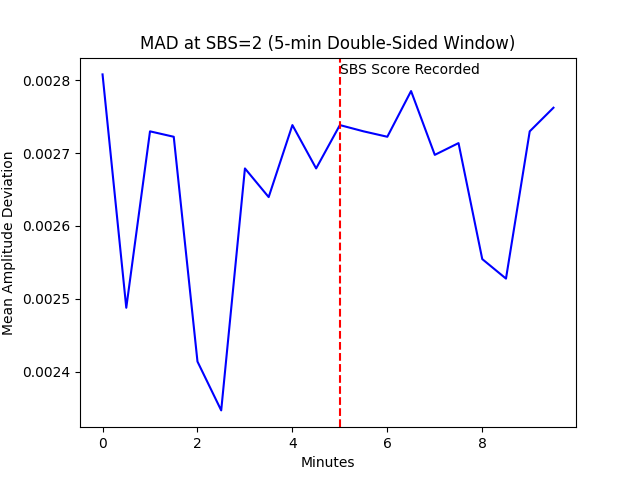 MAD at SBS=2 (5-min Double-Sided Window)
SBS Score Recorded
Mean Amplitude Deviation
0.0028
0.0027
0.0026
0.0025
0.0024
0 2 4 6 8
Minutes